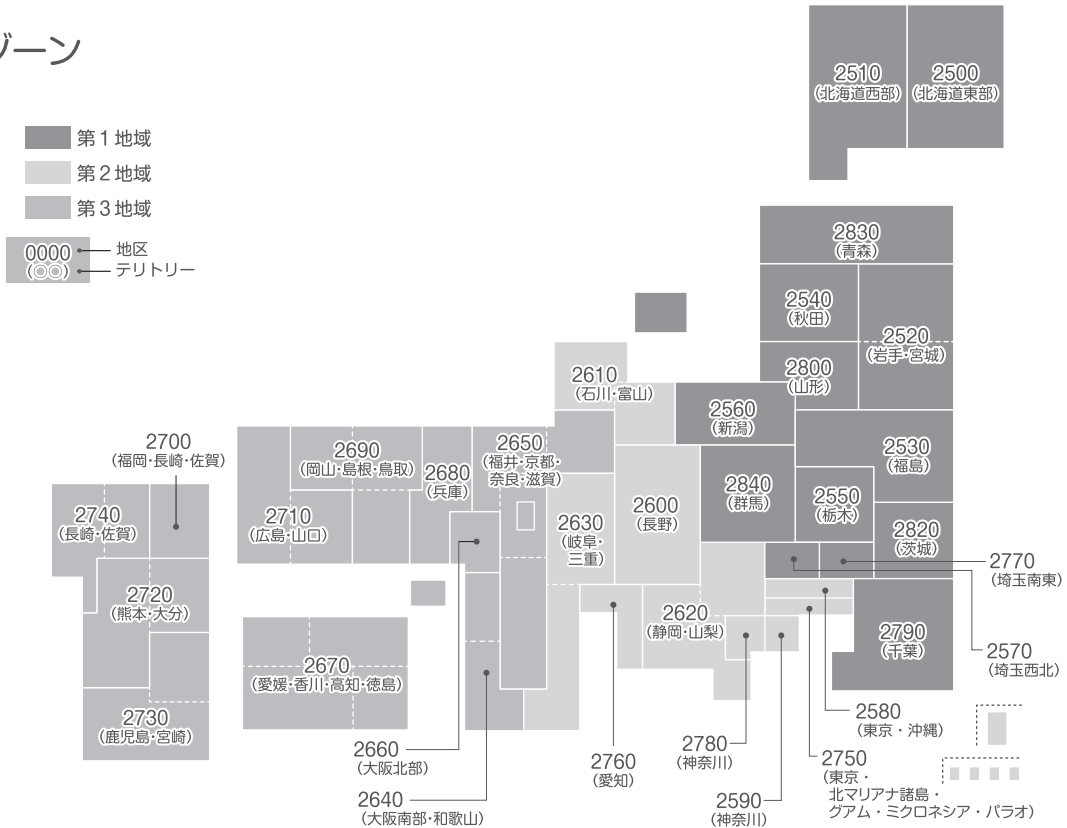 ゾーン
第1地域
第2地域
第3地域
0000
(◎◎)
地区
テリトリー
2510
(北海道西部)
2500
(北海道東部)
2830
(青森)
2540
(秋田)
2520
(岩手・宮城)
2800
(山形)
2610
(石川・富山)
2560
(新潟)
2530
(福島)
2700
(福岡・長崎・佐賀)
2690
(岡山・島根・鳥取)
2680
(兵庫)
2650
(福井・京都・
奈良・滋賀)
2840
(群馬)
2550
(栃木)
2740
(長崎・佐賀)
2710
(広島・山口)
2630
(岐阜・
三重)
2600
(長野)
2820
(茨城)
2770
(埼玉南東)
2720
(熊本・大分)
2620
(静岡・山梨)
2790
(千葉)
2570
(埼玉西北)
2670
(愛媛・香川・高知・徳島)
2730
(鹿児島・宮崎)
2660
(大阪北部)
2640
(大阪南部・和歌山)
2760
(愛知)
2780
(神奈川)
2590
(神奈川)
2580
(東京・沖縄)
2750
(東京・
北マリアナ諸島・
グアム・ミクロネシア・パラオ)